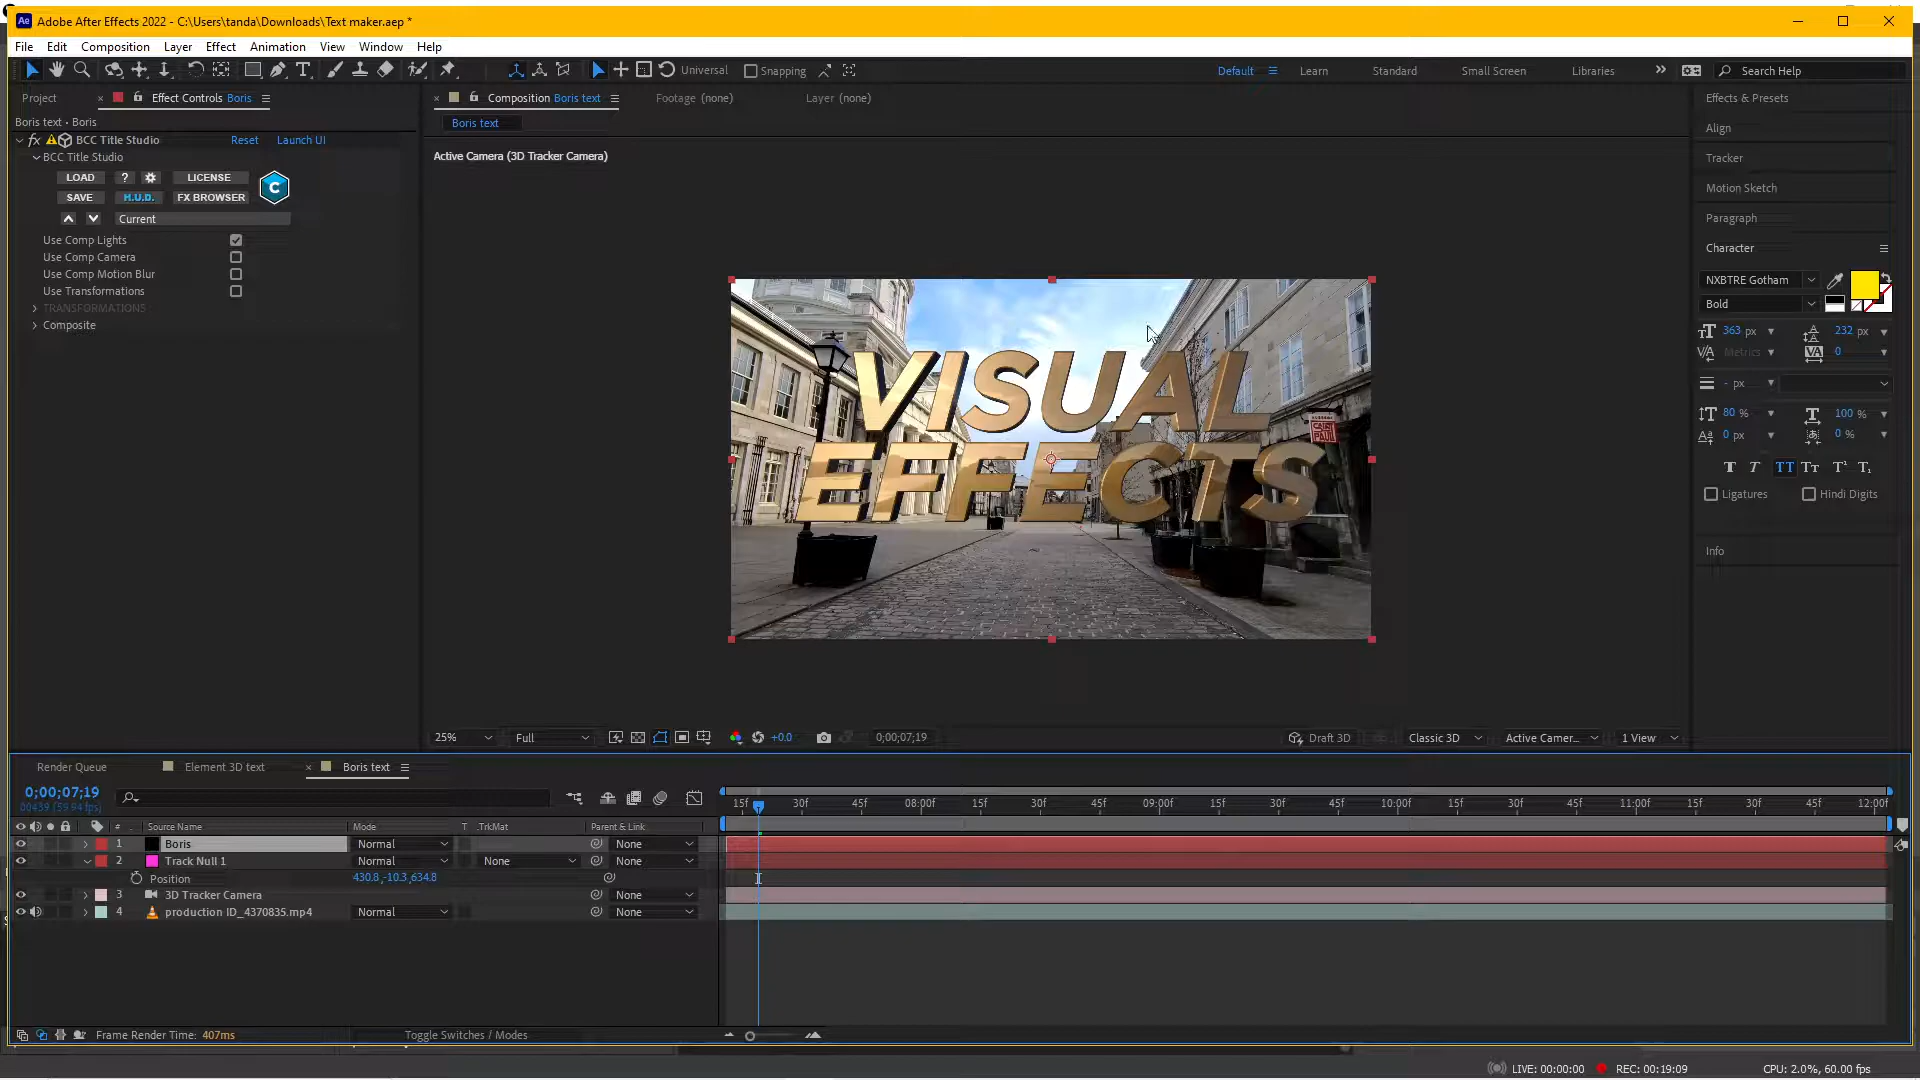 Ae Adobe After Effects 2022 - C:\Users\tanda\Downloads\Text maker.aep *
File Edit Composition Layer Effect Animation View Window Help
Universal Snapping Default Learn Standard Small Screen Libraries Search Help
Project Effect Controls Boris
Composition Boris text Footage (none) Layer (none)
Boris text • Boris
Boris text
fx BCC Title Studio Reset Launch UI
BCC Title Studio
LOAD ? LICENSE
SAVE H.U.D. FX BROWSER
C
Current
Use Comp Lights
Use Comp Camera
Use Comp Motion Blur
Use Transformations
TRANSFORMATIONS
Composite
Active Camera (3D Tracker Camera)
VISUAL
EFFECTS
25% Full +0.0 0;00;07;19 Draft 3D Classic 3D Active Camer... 1 View
Effects & Presets
Align
Tracker
Motion Sketch
Paragraph
Character
NXBTRE Gotham
Bold
363 px 232 px
Metrics 0
- px
80 % 100 %
0 px 0 %
T T TT Tr T¹ T₁
Ligatures Hindi Digits
Info
Render Queue Element 3D text Boris text
0;00;07;19
00439 (59.94 fps)
15f 30f 45f 08:00f 15f 30f 45f 09:00f 15f 30f 45f 10:00f 15f 30f 45f 11:00f 15f 30f 45f 12:00f
# Source Name Mode T .TrkMat Parent & Link
1 Boris Normal None
2 Track Null 1 Normal None None
Position 430.8,-10.3,634.8
3 3D Tracker Camera None
4 production ID_4370835.mp4 Normal None
Frame Render Time: 407ms Toggle Switches / Modes
LIVE: 00:00:00 REC: 00:19:09 CPU: 2.0%, 60.00 fps